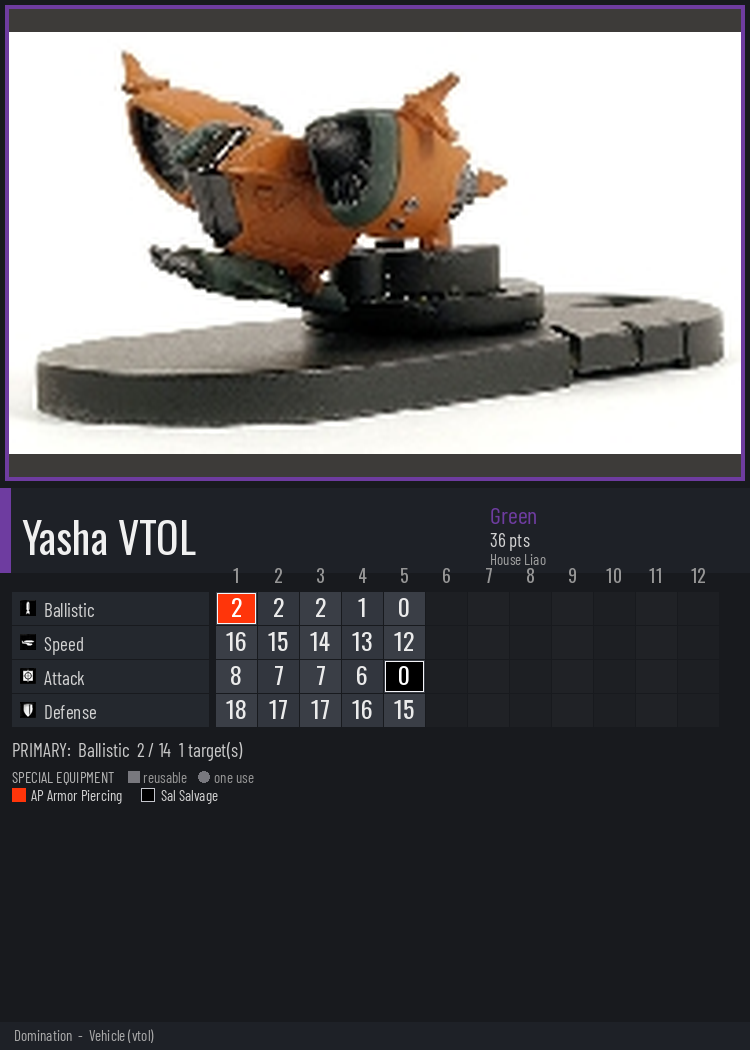 Yasha VTOL
Green
36 pts
House Liao
1 2 3 4 5 6 7 8 9 10 11 12
Ballistic 2 2 2 1 0
Speed 16 15 14 13 12
Attack 8 7 7 6 0
Defense 18 17 17 16 15
PRIMARY: Ballistic 2 / 14 1 target(s)
SPECIAL EQUIPMENT reusable one use
AP Armor Piercing Sal Salvage
Domination - Vehicle (vtol)